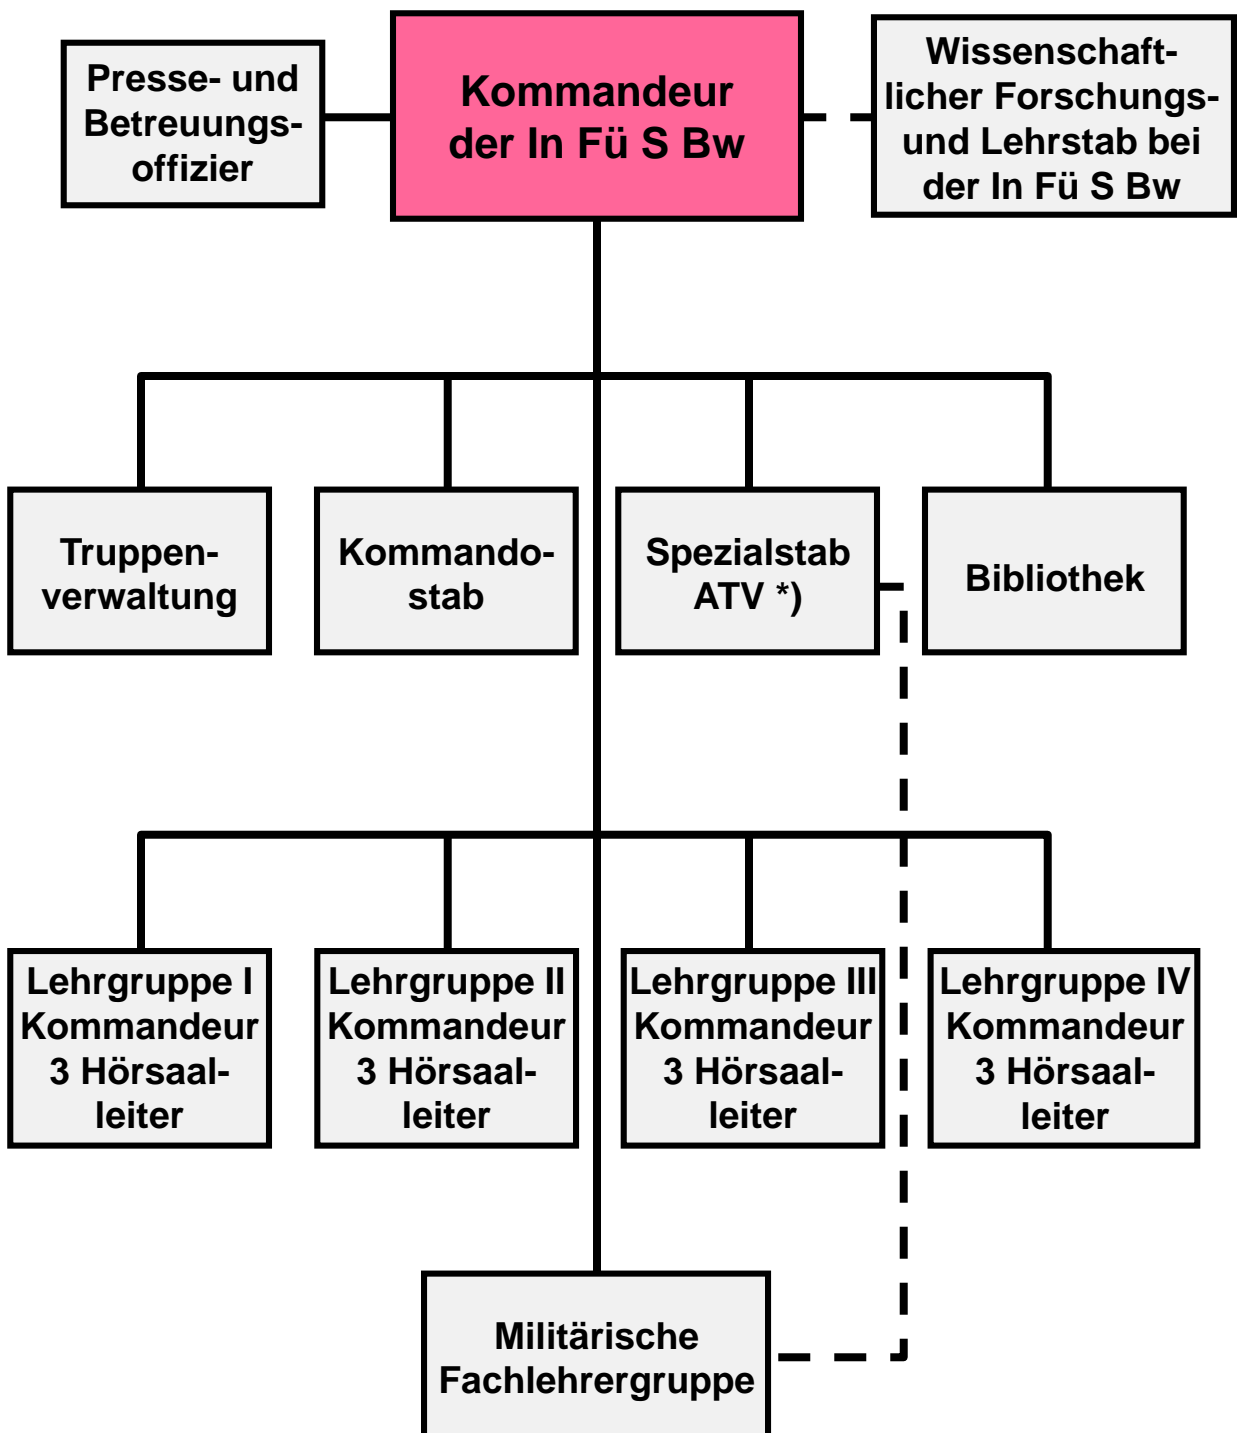 Presse- und
Betreuungs-
offizier
Kommandeur
der In Fü S Bw
Wissenschaft-
licher Forschungs-
und Lehrstab bei
der In Fü S Bw
Truppen-
verwaltung
Kommando-
stab
Spezialstab
ATV *)
Bibliothek
Lehrgruppe I
Kommandeur
3 Hörsaal-
leiter
Lehrgruppe II
Kommandeur
3 Hörsaal-
leiter
Lehrgruppe III
Kommandeur
3 Hörsaal-
leiter
Lehrgruppe IV
Kommandeur
3 Hörsaal-
leiter
Militärische
Fachlehrergruppe